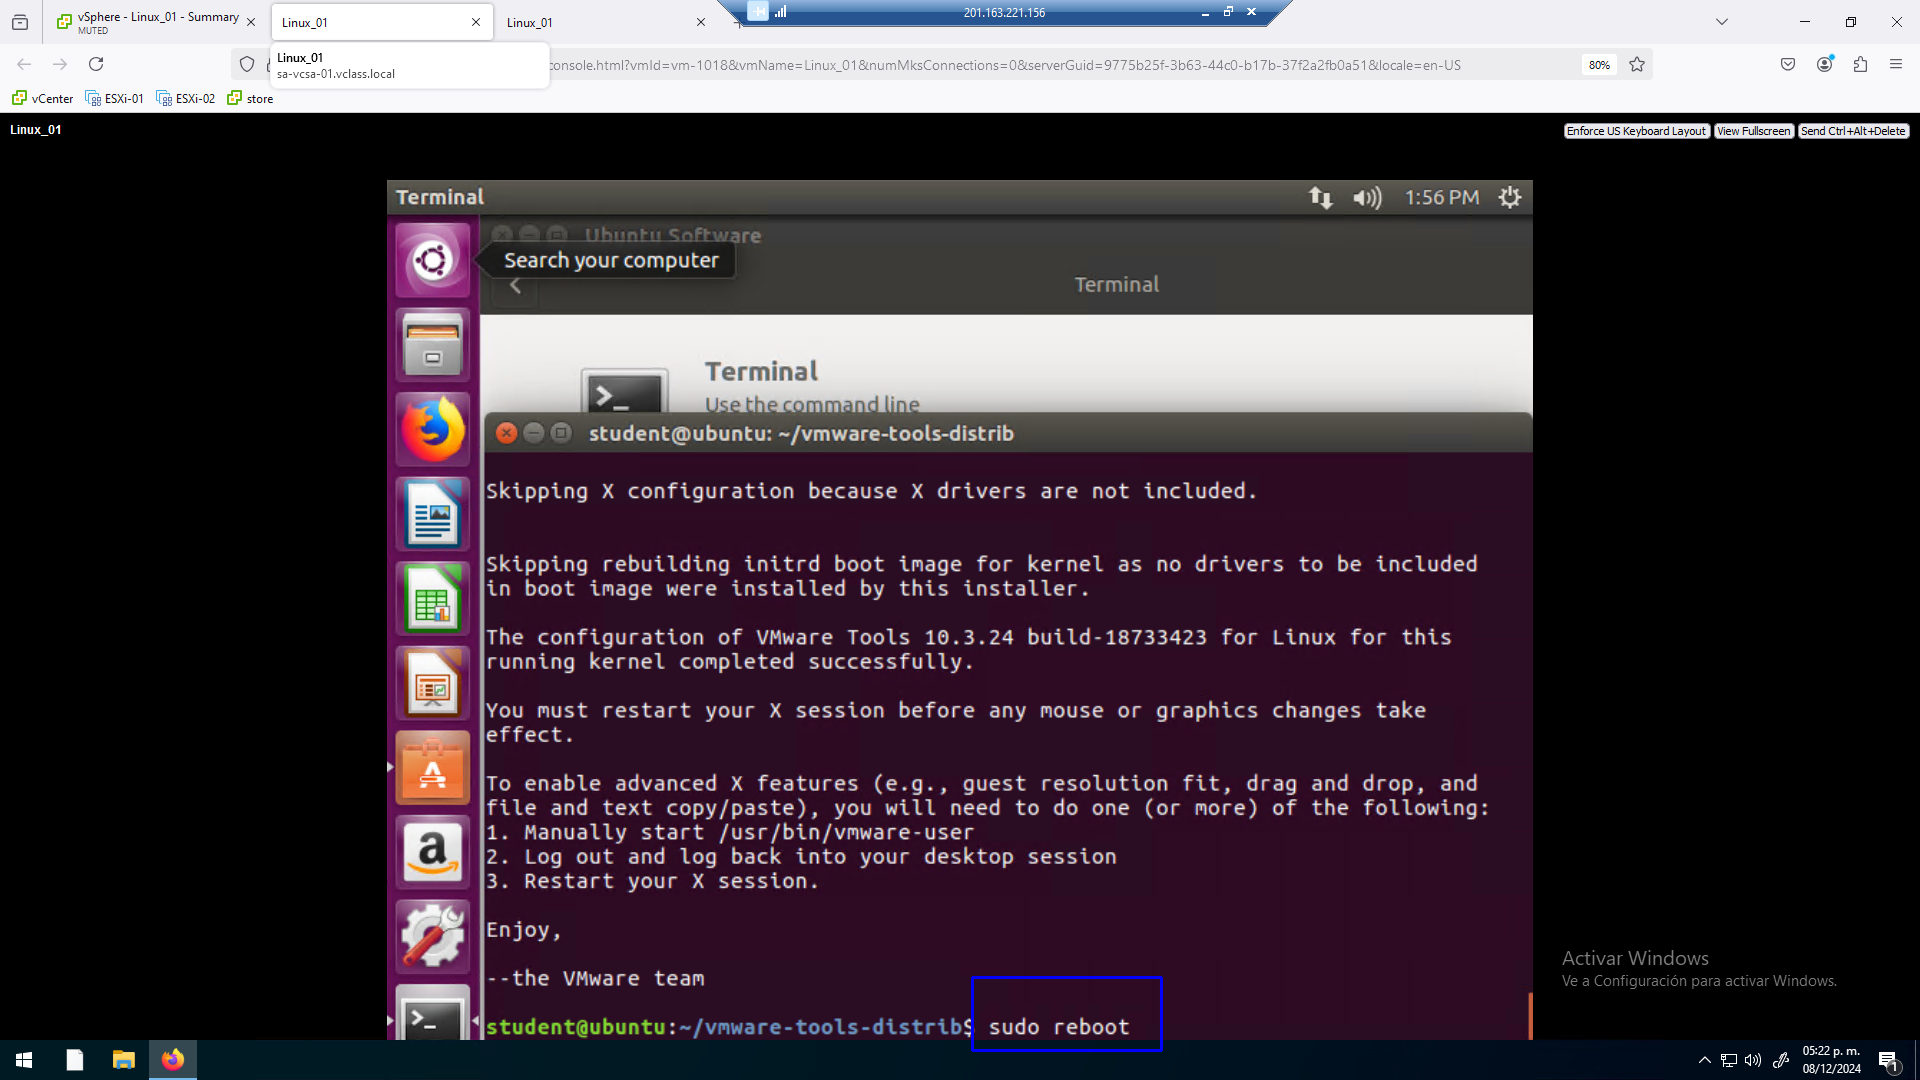 vSphere - Linux_01 - Summary
MUTED
Linux_01
Linux_01
201.163.221.156
Linux_01
sa-vcsa-01.vclass.local
console.html?vmId=vm-1018&vmName=Linux_01&numMksConnections=0&serverGuid=9775b25f-3b63-44c0-b17b-37f2a2fb0a51&locale=en-US
80%
vCenter
ESXi-01
ESXi-02
store
Linux_01
Enforce US Keyboard Layout
View Fullscreen
Send Ctrl+Alt+Delete
Terminal
1:56 PM
Ubuntu Software
Search your computer
Terminal
Terminal
Use the command line
student@ubuntu: ~/vmware-tools-distrib
Skipping X configuration because X drivers are not included.
Skipping rebuilding initrd boot image for kernel as no drivers to be included
in boot image were installed by this installer.
The configuration of VMware Tools 10.3.24 build-18733423 for Linux for this
running kernel completed successfully.
You must restart your X session before any mouse or graphics changes take
effect.
To enable advanced X features (e.g., guest resolution fit, drag and drop, and
file and text copy/paste), you will need to do one (or more) of the following:
1. Manually start /usr/bin/vmware-user
2. Log out and log back into your desktop session
3. Restart your X session.
Enjoy,
--the VMware team
student@ubuntu:~/vmware-tools-distrib$ sudo reboot
Activar Windows
Ve a Configuración para activar Windows.
05:22 p. m.
08/12/2024
1